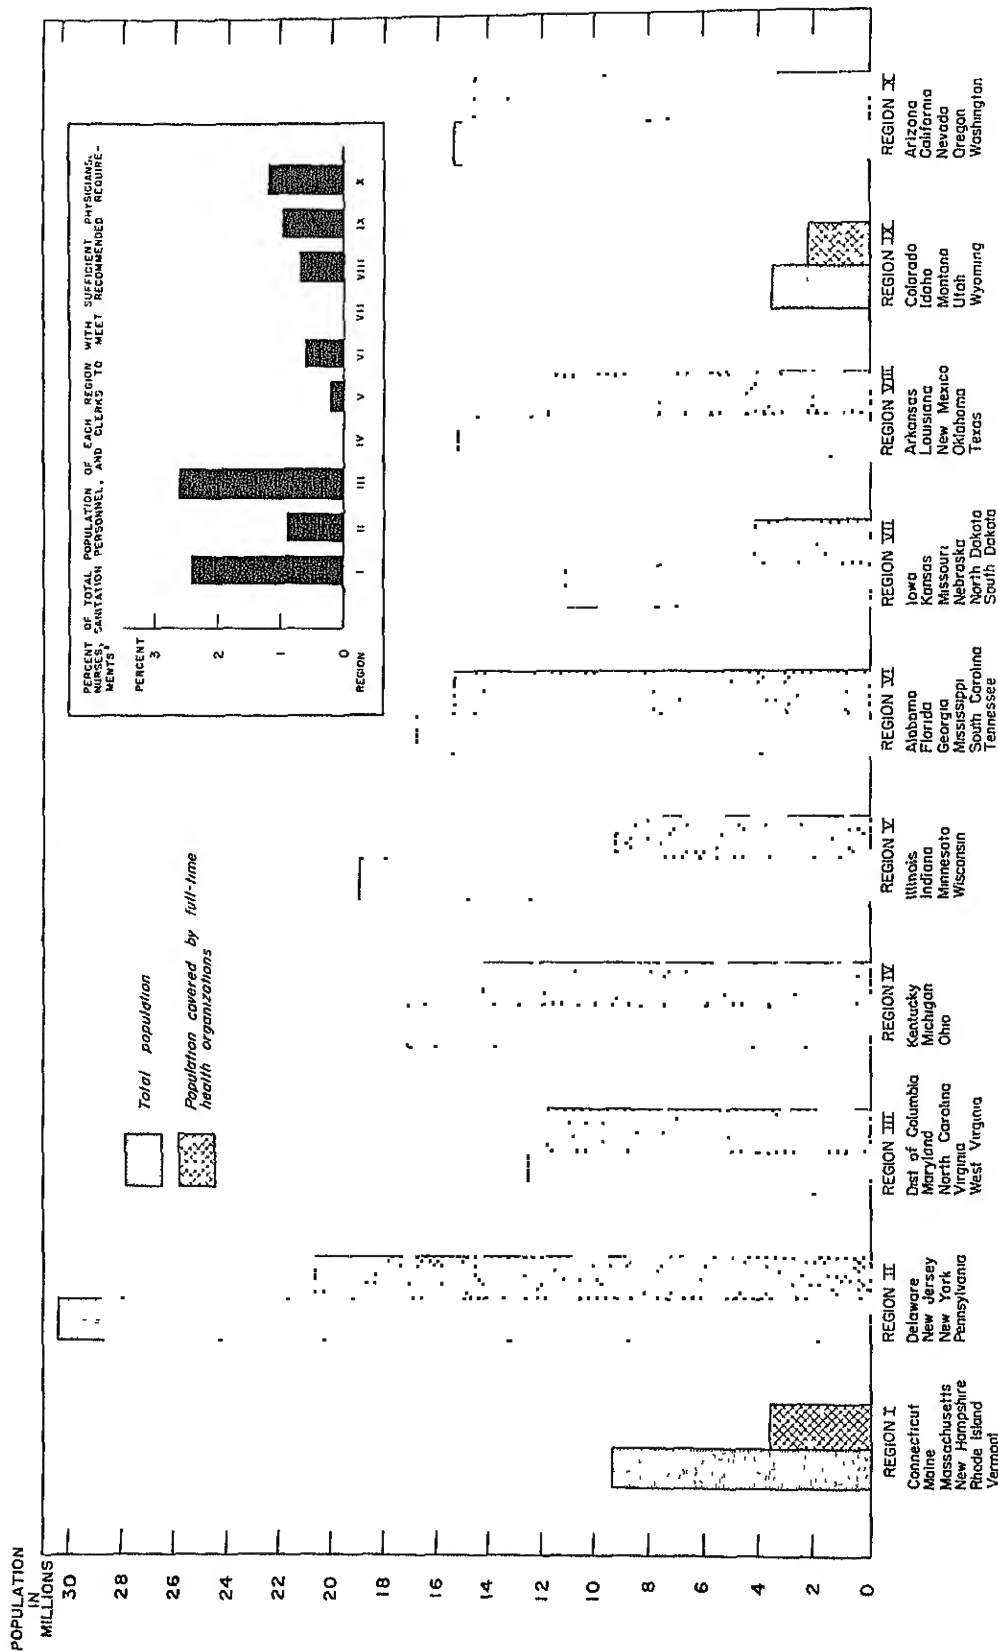 POPULATION
IN
MILLIONS
30
28
26
24
22
20
18
16
14
12
10
8
6
4
2
0
Total population
Population covered by full-time
health organizations
PERCENT OF TOTAL POPULATION OF EACH REGION WITH SUFFICIENT PHYSICIANS,
NURSES, SANITATION PERSONNEL, AND CLERKS TO MEET RECOMMENDED REQUIRE-
MENTS
PERCENT
3
2
1
0
REGION
I
II
III
IV
V
VI
VII
VIII
IX
X
REGION I
Connecticut
Maine
Massachusetts
New Hampshire
Rhode Island
Vermont
REGION II
Delaware
New Jersey
New York
Pennsylvania
REGION III
Dist of Columbia
Maryland
North Carolina
Virginia
West Virginia
REGION IV
Kentucky
Michigan
Ohio
REGION V
Illinois
Indiana
Minnesota
Wisconsin
REGION VI
Alabama
Florida
Georgia
Mississippi
South Carolina
Tennessee
REGION VII
Iowa
Kansas
Missouri
Nebraska
North Dakota
South Dakota
REGION VIII
Arkansas
Louisiana
New Mexico
Oklahoma
Texas
REGION IX
Colorado
Idaho
Montana
Utah
Wyoming
REGION X
Arizona
California
Nevada
Oregon
Washington